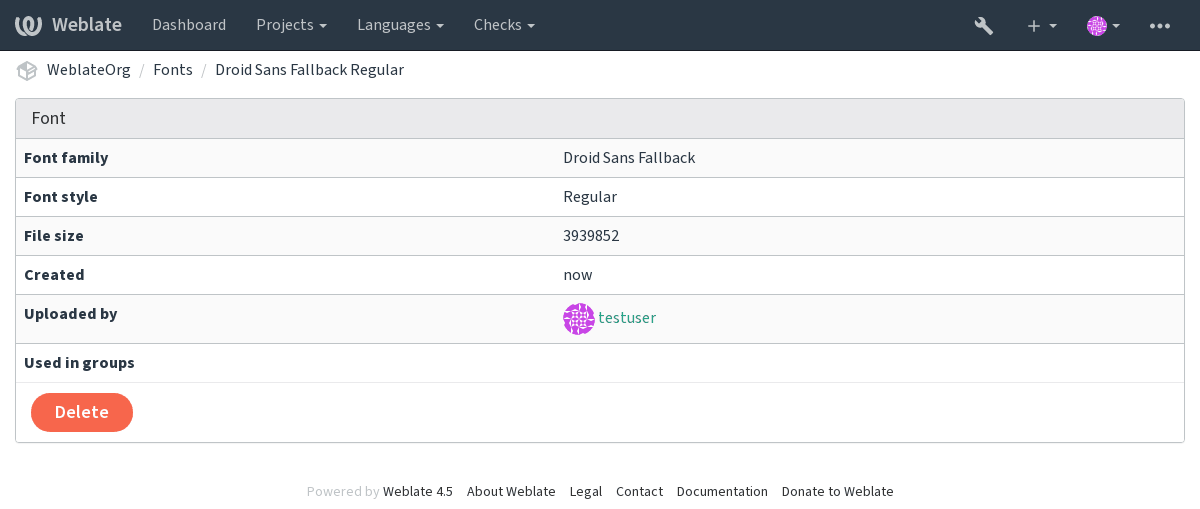 Weblate Dashboard Projects Languages Checks
WeblateOrg / Fonts / Droid Sans Fallback Regular
Font
Font family Droid Sans Fallback
Font style Regular
File size 3939852
Created now
Uploaded by testuser
Used in groups
Delete
Powered by Weblate 4.5 About Weblate Legal Contact Documentation Donate to Weblate